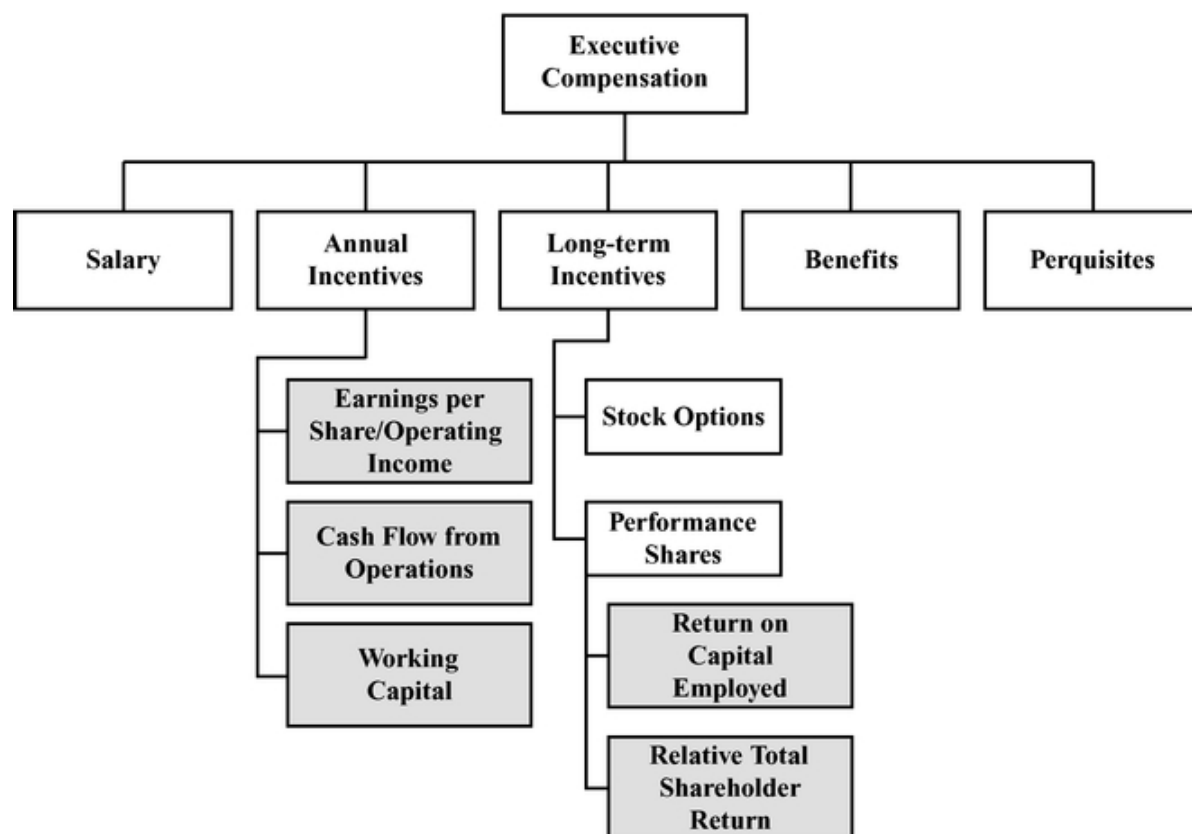 Executive
Compensation
Salary
Annual
Incentives
Long-term
Incentives
Benefits
Perquisites
Earnings per
Share/Operating
Income
Cash Flow from
Operations
Working
Capital
Stock Options
Performance
Shares
Return on
Capital
Employed
Relative Total
Shareholder
Return